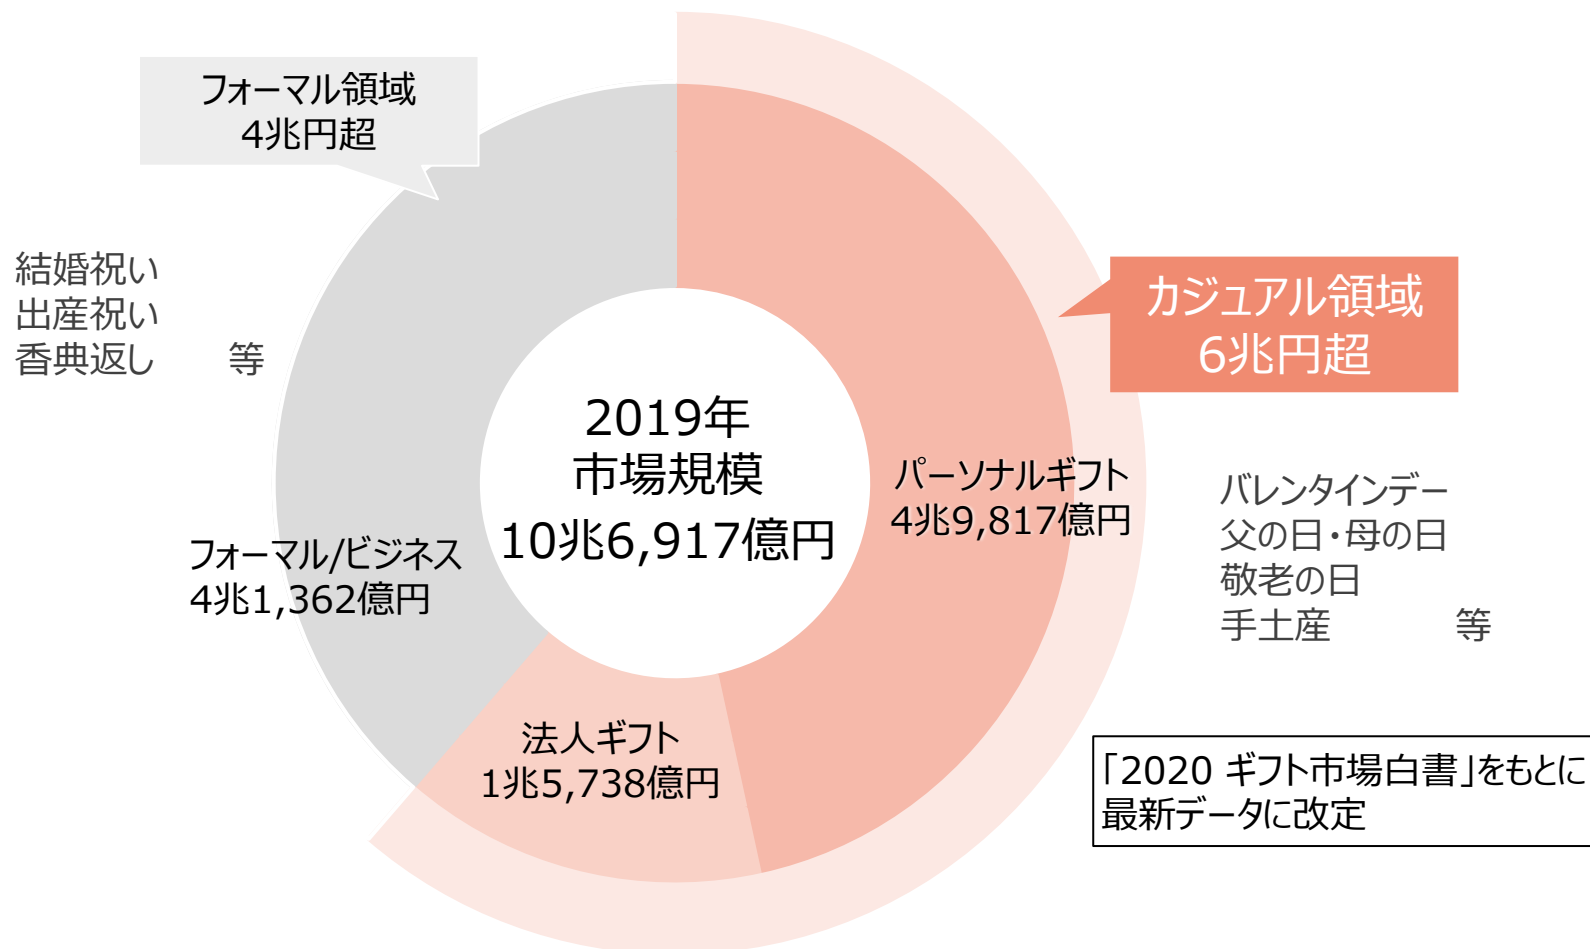 フォーマル領域
4兆円超
結婚祝い
出産祝い
香典返し 等
カジュアル領域
6兆円超
2019年
市場規模
10兆6,917億円
パーソナルギフト
4兆9,817億円
バレンタインデー
父の日・母の日
敬老の日
手土産 等
フォーマル/ビジネス
4兆1,362億円
法人ギフト
1兆5,738億円
「2020 ギフト市場白書」をもとに
最新データに改定